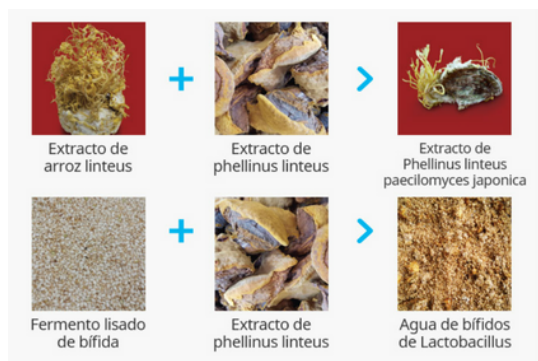 Extracto de
arroz linteus
Extracto de
phellinus linteus
Extracto de
Phellinus linteus
paecilomyces japonica
Fermento lisado
de bífida
Extracto de
phellinus linteus
Agua de bífidos
de Lactobacillus